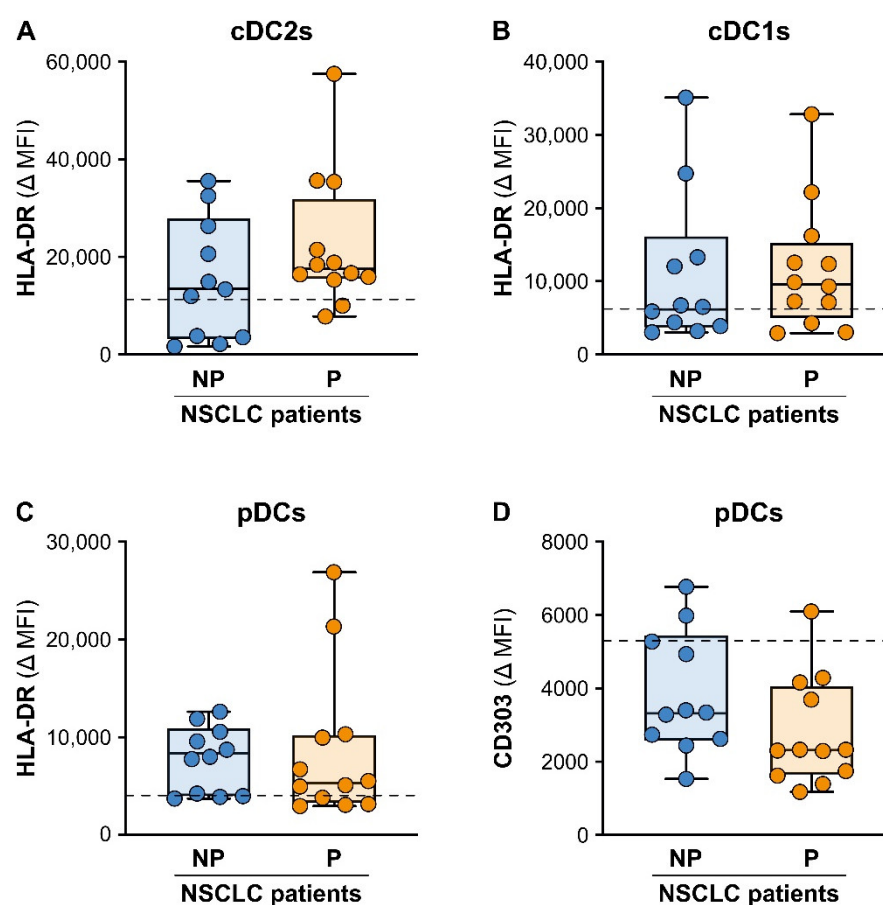 A
cDC2s
HLA-DR (Δ MFI)
60,000
40,000
20,000
0
NP
P
NSCLC patients
B
cDC1s
HLA-DR (Δ MFI)
40,000
30,000
20,000
10,000
0
NP
P
NSCLC patients
C
pDCs
HLA-DR (Δ MFI)
30,000
20,000
10,000
0
NP
P
NSCLC patients
D
pDCs
CD303 (Δ MFI)
8000
6000
4000
2000
0
NP
P
NSCLC patients